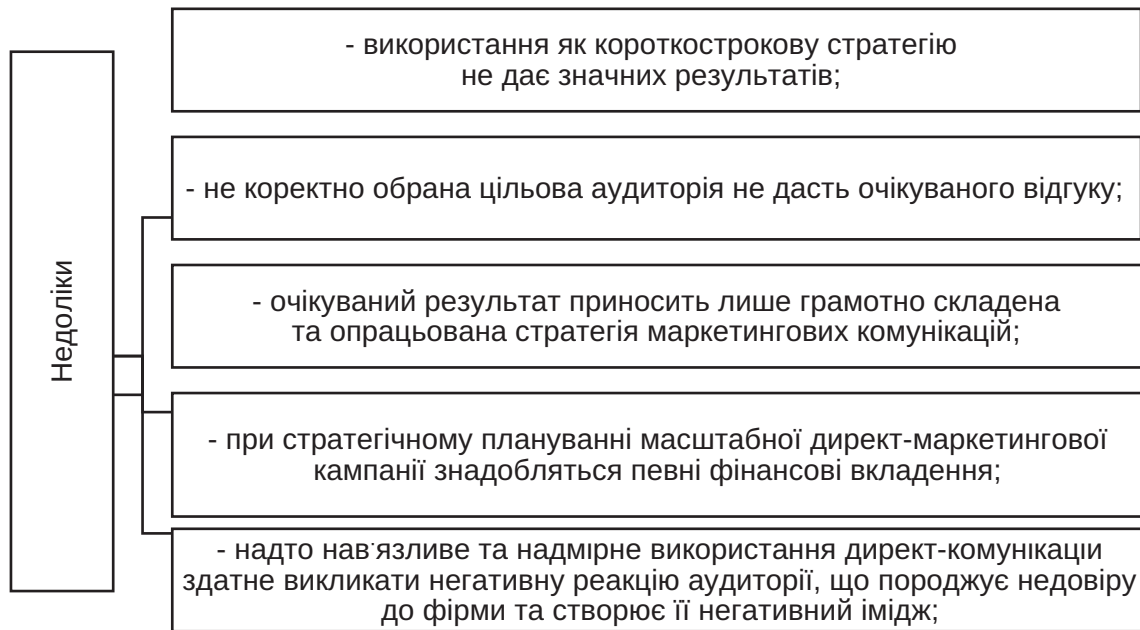 Недоліки
- використання як короткострокову стратегію
не дає значних результатів;
- не коректно обрана цільова аудиторія не дасть очікуваного відгуку;
- очікуваний результат приносить лише грамотно складена
та опрацьована стратегія маркетингових комунікацій;
- при стратегічному плануванні масштабної директ-маркетингової
кампанії знадобляться певні фінансові вкладення;
- надто нав'язливе та надмірне використання директ-комунікацій
здатне викликати негативну реакцію аудиторії, що породжує недовіру
до фірми та створює її негативний імідж;